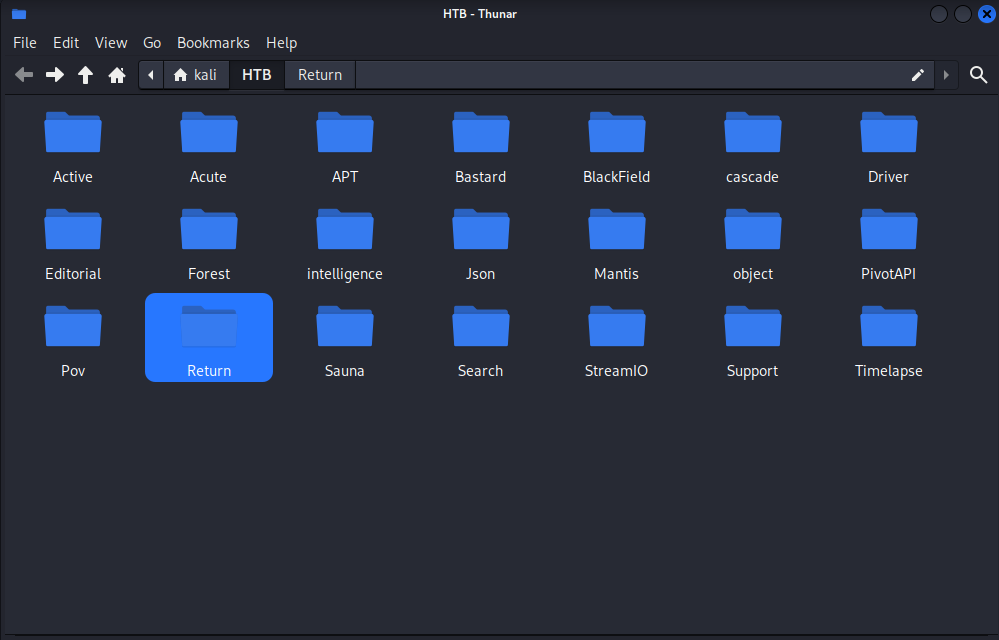 HTB - Thunar
File Edit View Go Bookmarks Help
kali HTB Return
Active Acute APT Bastard BlackField cascade Driver
Editorial Forest intelligence Json Mantis object PivotAPI
Pov Return Sauna Search StreamIO Support Timelapse